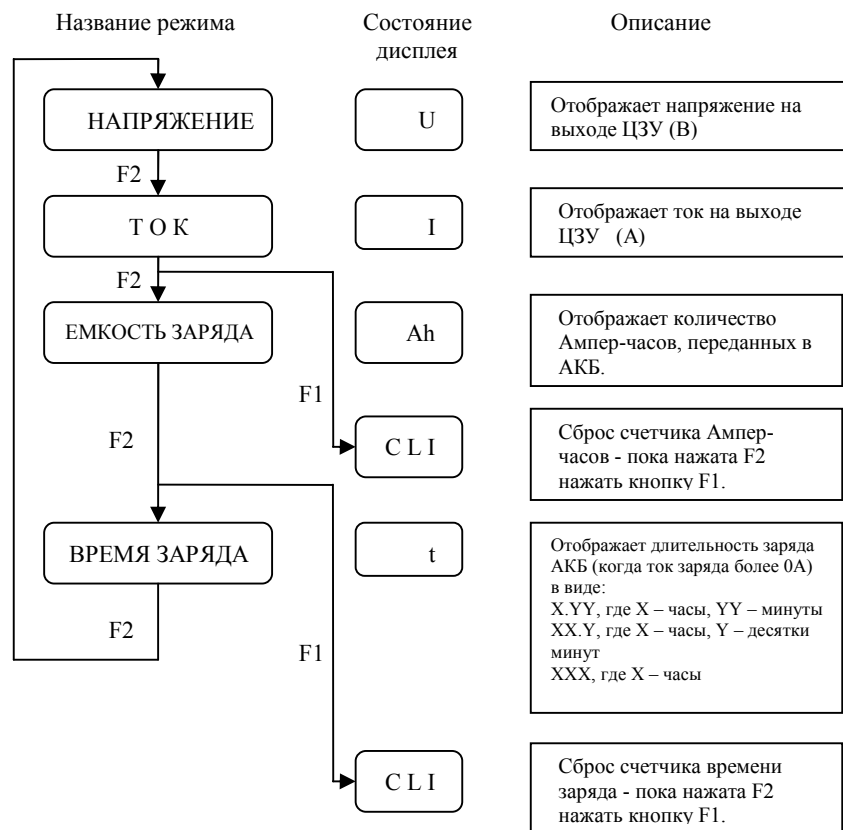 Название режима
Состояние
дисплея
Описание
НАПРЯЖЕНИЕ
U
Отображает напряжение на
выходе ЦЗУ (В)
F2
Т О К
I
Отображает ток на выходе
ЦЗУ (А)
F2
ЕМКОСТЬ ЗАРЯДА
Ah
Отображает количество
Ампер-часов, переданных в
АКБ.
F1
F2
C L I
Сброс счетчика Ампер-
часов - пока нажата F2
нажать кнопку F1.
ВРЕМЯ ЗАРЯДА
t
Отображает длительность заряда
АКБ (когда ток заряда более 0А)
в виде:
X.YY, где X – часы, YY – минуты
XX.Y, где X – часы, Y – десятки
минут
XXX, где X – часы
F2
F1
C L I
Сброс счетчика времени
заряда - пока нажата F2
нажать кнопку F1.